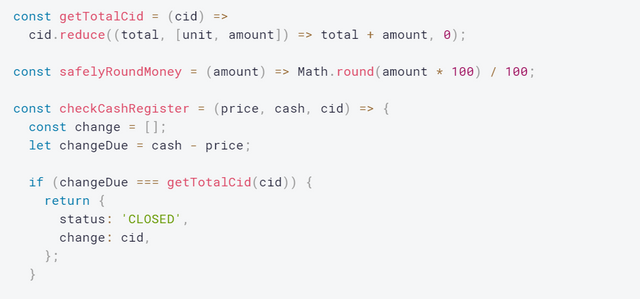 const getTotalCid = (cid) =>
  cid.reduce((total, [unit, amount]) => total + amount, 0);

const safelyRoundMoney = (amount) => Math.round(amount * 100) / 100;

const checkCashRegister = (price, cash, cid) => {
  const change = [];
  let changeDue = cash - price;

  if (changeDue === getTotalCid(cid)) {
    return {
      status: 'CLOSED',
      change: cid,
    };
  }